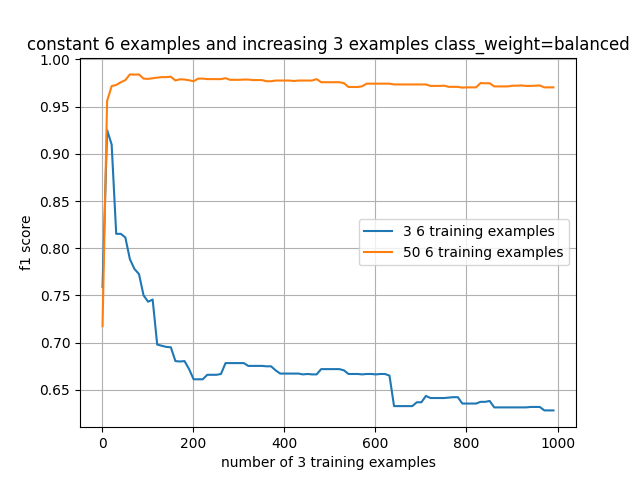 constant 6 examples and increasing 3 examples class_weight=balanced
1.00
0.95
0.90
0.85
0.80
0.75
0.70
0.65
f1 score
3 6 training examples
50 6 training examples
0 200 400 600 800 1000
number of 3 training examples